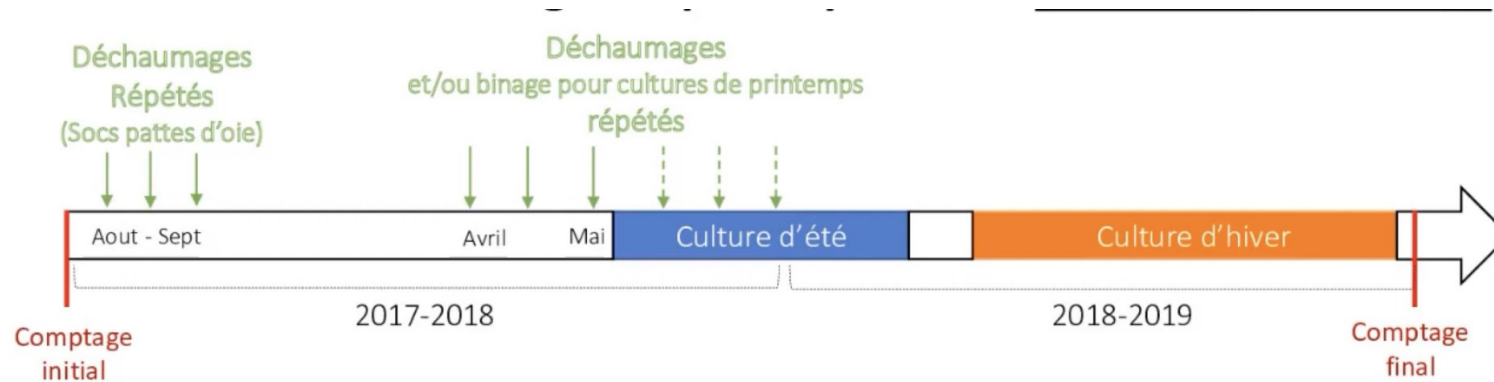 Déchaumages
Répétés
(Socs pattes d'oie)
Déchaumages
et/ou binage pour cultures de printemps
répétés
Aout - Sept
Avril
Mai
Culture d'été
Culture d'hiver
2017-2018
2018-2019
Comptage
initial
Comptage
final